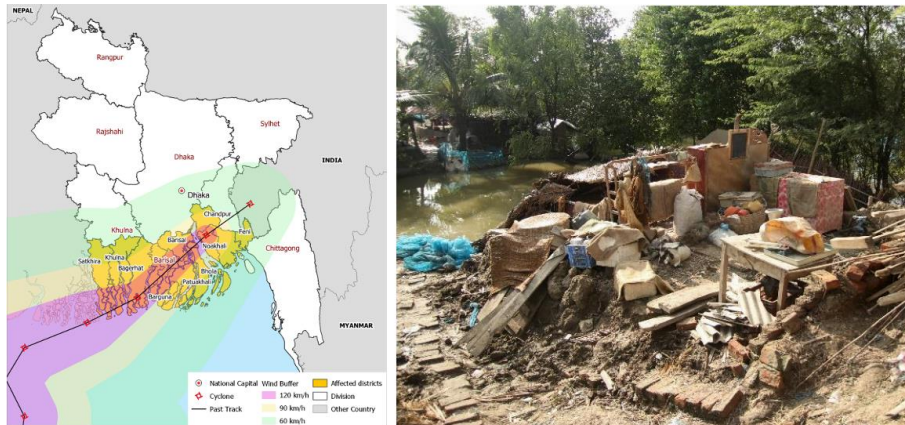 NEPAL
Rangpur
Rajshahi
Sylhet
Dhaka
INDIA
Dhaka
Chandpur
Khulna
Barisal
Feni
Noakhali
Chittagong
Satkhira
Khulna
Bagerhat
Barisal
Bhola
Patuakhali
Barguna
MYANMAR
National Capital
Cyclone
Past Track
Wind Buffer
120 km/h
90 km/h
60 km/h
Affected districts
Division
Other Country